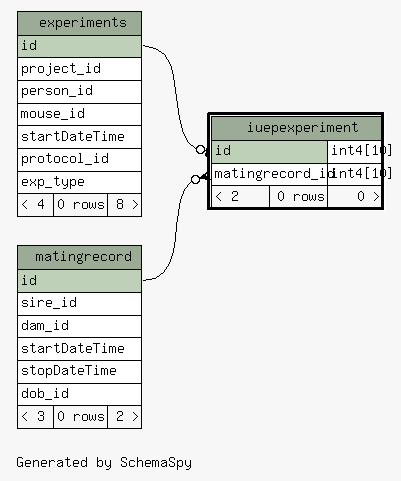 experiments
id
project_id
person_id
mouse_id
startDateTime
protocol_id
exp_type
< 4 0 rows 8 >
iuepexperiment
id int4[10]
matingrecord_id int4[10]
< 2 0 rows 0 >
matingrecord
id
sire_id
dam_id
startDateTime
stopDateTime
dob_id
< 3 0 rows 2 >
Generated by SchemaSpy